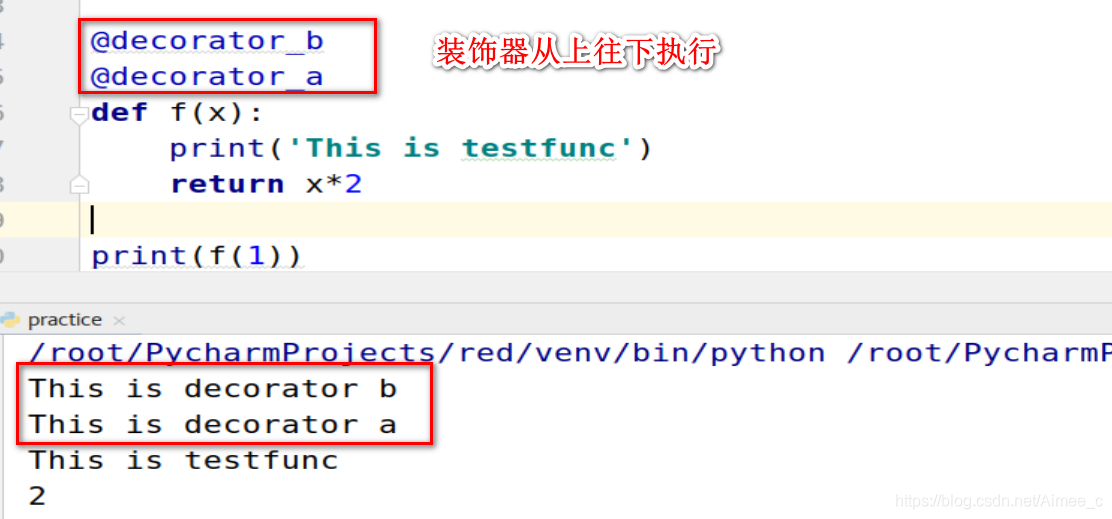 @decorator_b
装饰器从上往下执行
@decorator_a
def f(x):
print('This is testfunc')
return x*2
print(f(1))
practice
/root/PycharmProjects/red/venv/bin/python /root/PycharmP
This is decorator b
This is decorator a
This is testfunc
2
https://blog.csdn.net/Aimee_c